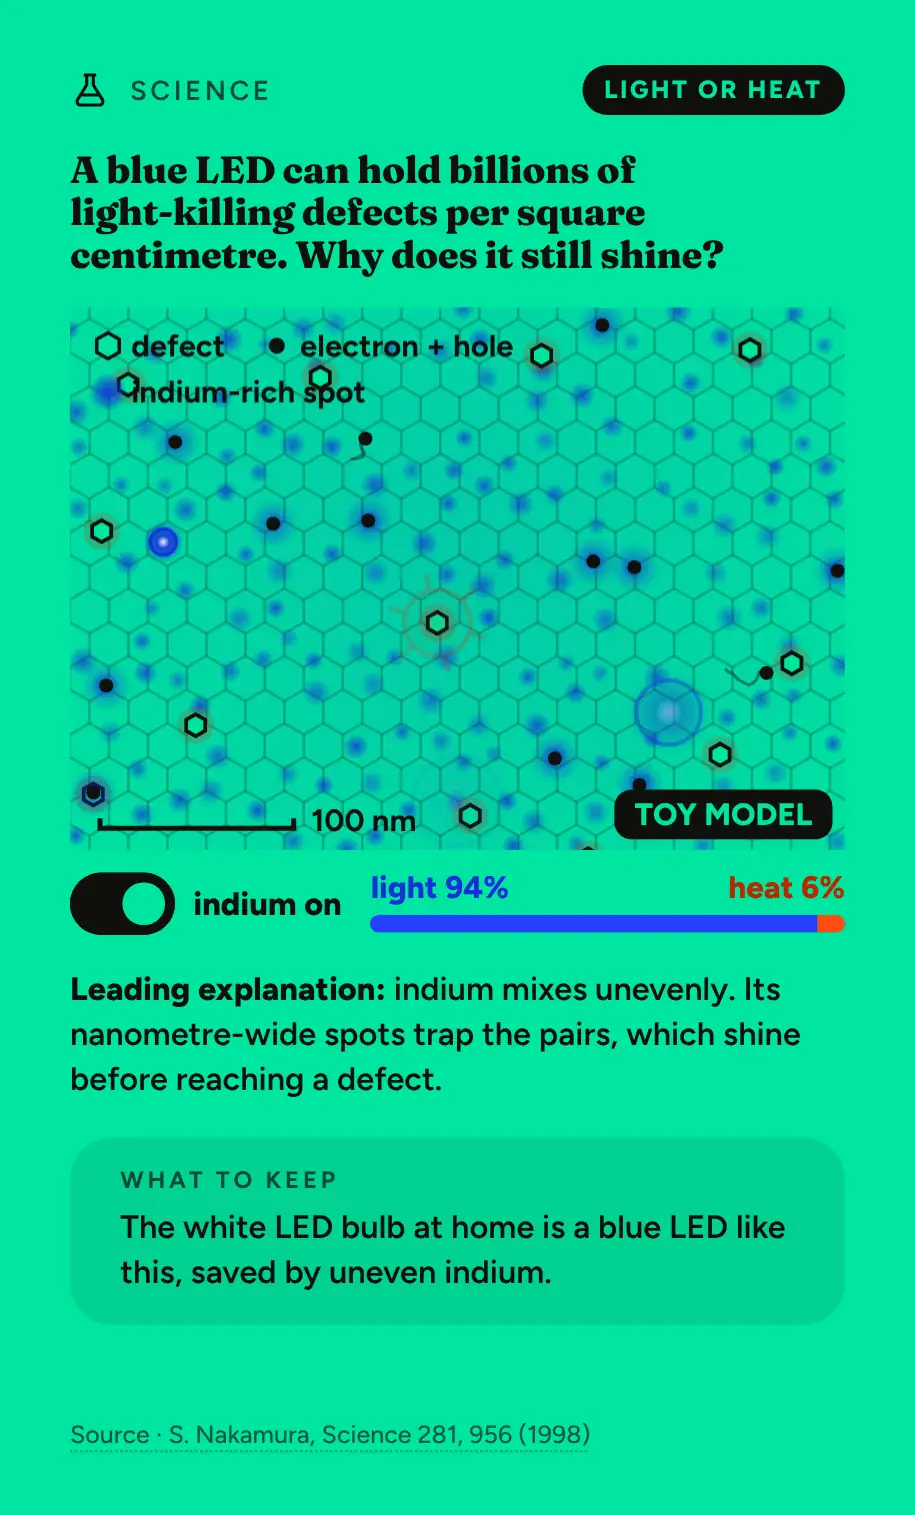 SCIENCE
LIGHT OR HEAT
A blue LED can hold billions of
light-killing defects per square
centimetre. Why does it still shine?
defect
electron + hole
indium-rich spot
100 nm
TOY MODEL
indium on
light 94%
heat 6%
Leading explanation: indium mixes unevenly. Its
nanometre-wide spots trap the pairs, which shine
before reaching a defect.
WHAT TO KEEP
The white LED bulb at home is a blue LED like
this, saved by uneven indium.
Source · S. Nakamura, Science 281, 956 (1998)